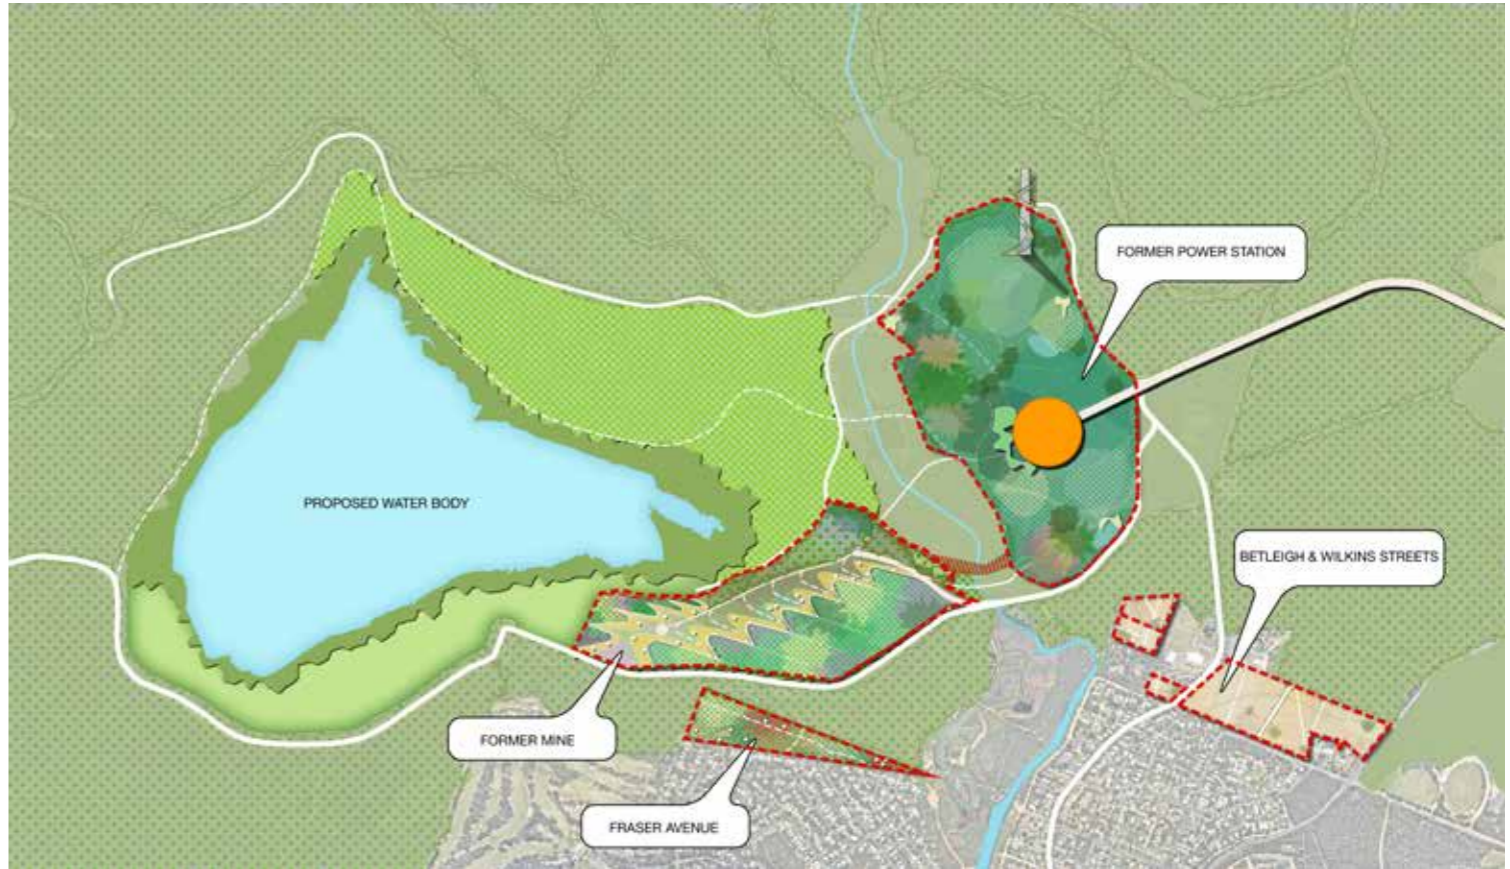 FORMER POWER STATION
PROPOSED WATER BODY
BETLEIGH & WILKINS STREETS
FORMER MINE
FRASER AVENUE